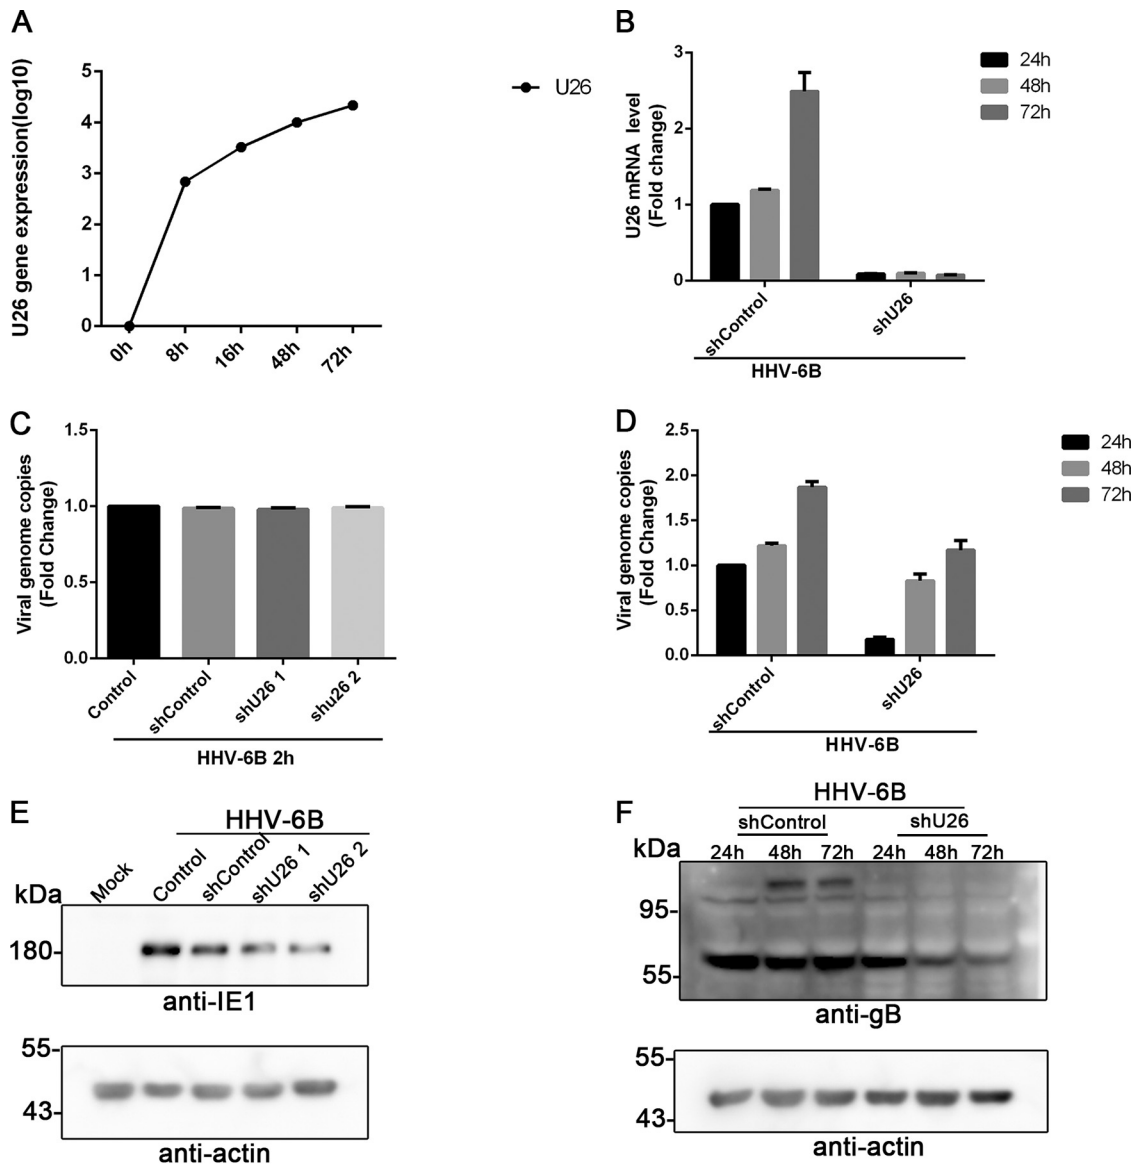 A
U26 gene expression(log10)
5
4
3
2
1
0
0h
8h
16h
48h
72h
U26
B
U26 mRNA level
(Fold change)
3
2
1
0
shControl
shU26
HHV-6B
24h
48h
72h
C
Viral genome copies
(Fold Change)
1.5
1.0
0.5
0.0
Control
shControl
shU26 1
shu26 2
HHV-6B 2h
D
Viral genome copies
(Fold Change)
2.5
2.0
1.5
1.0
0.5
0.0
shControl
shU26
HHV-6B
24h
48h
72h
E
HHV-6B
kDa
Mock
Control
shControl
shU26 1
shU26 2
180
anti-IE1
55
43
anti-actin
F
HHV-6B
shControl shU26
kDa 24h 48h 72h 24h 48h 72h
95
55
anti-gB
55
43
anti-actin